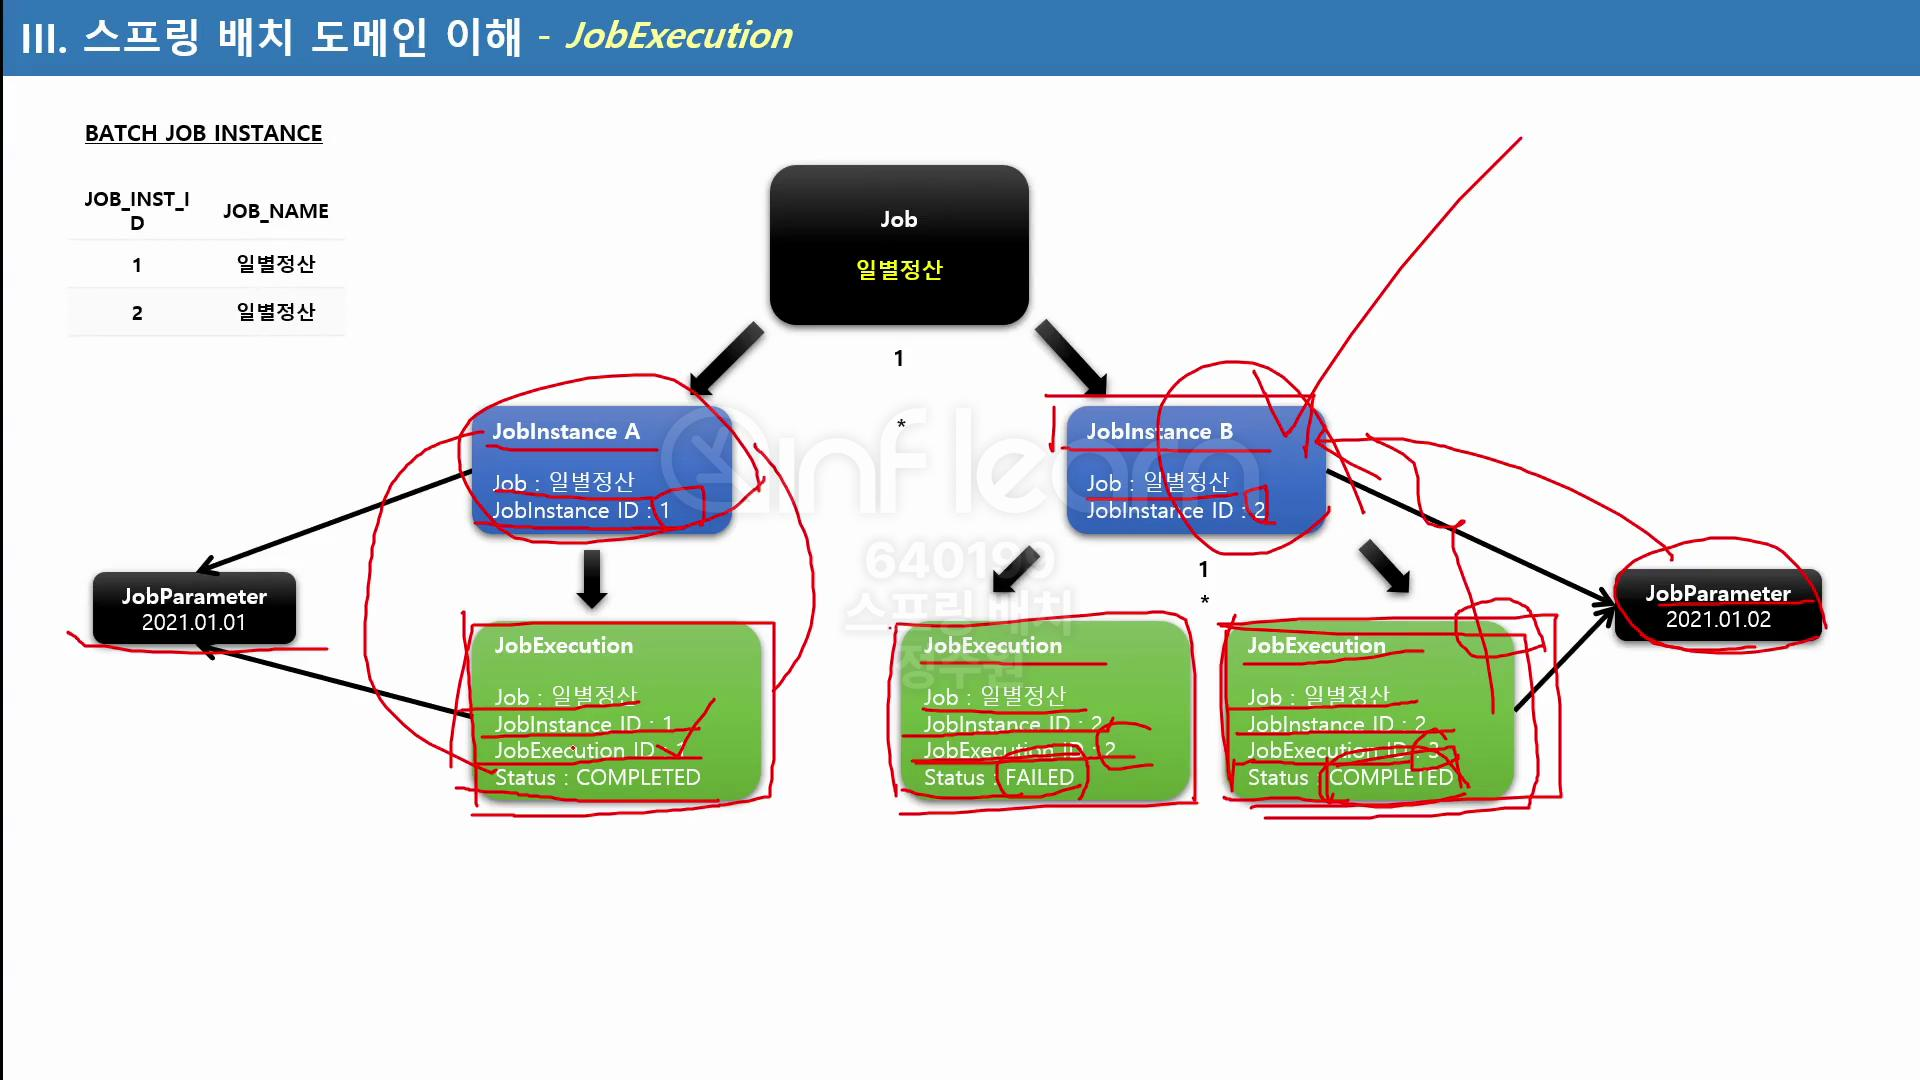 III. 스프링 배치 도메인 이해 - JobExecution
BATCH JOB INSTANCE
JOB_INST_I
D
JOB_NAME
1 일별정산
2 일별정산
Job
일별정산
1
*
JobInstance A
Job : 일별정산
JobInstance ID : 1
JobInstance B
Job : 일별정산
JobInstance ID : 2
inflearn
640199
스프링 배치
정수원
1
*
JobParameter
2021.01.01
JobParameter
2021.01.02
JobExecution
Job : 일별정산
JobInstance ID : 1
JobExecution ID : 1
Status : COMPLETED
JobExecution
Job : 일별정산
JobInstance ID : 2
JobExecution ID : 2
Status : FAILED
JobExecution
Job : 일별정산
JobInstance ID : 2
JobExecution ID : 3
Status : COMPLETED